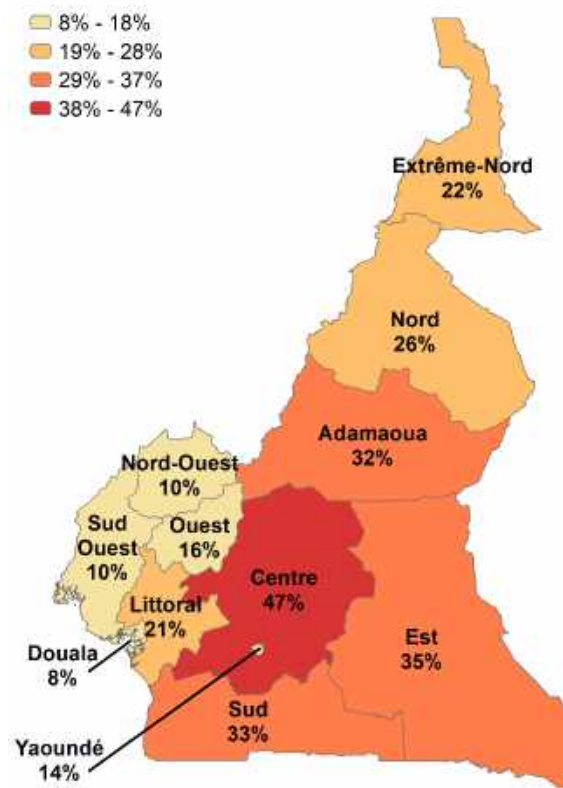 8% - 18%
19% - 28%
29% - 37%
38% - 47%
Extrême-Nord
22%
Nord
26%
Adamaoua
32%
Nord-Ouest
10%
Sud
Ouest
10%
Ouest
16%
Centre
47%
Littoral
21%
Est
35%
Douala
8%
Sud
33%
Yaoundé
14%